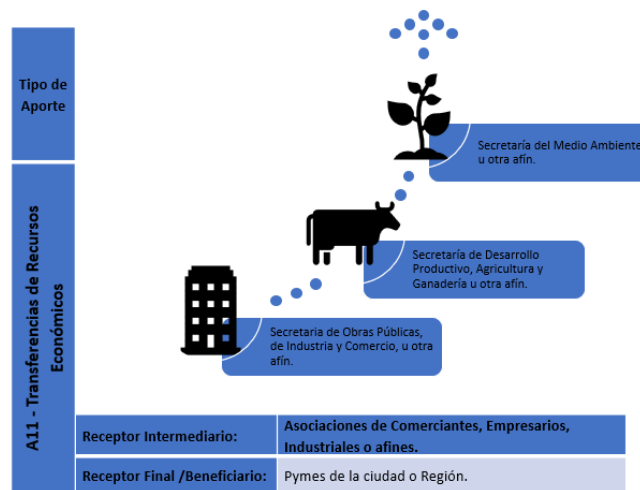 Tipo de
Aporte
Secretaría del Medio Ambiente
u otra afín.
Secretaría de Desarrollo
Productivo, Agricultura y
Ganadería u otra afín.
Secretaria de Obras Públicas,
de Industria y Comercio, u otra
afín.
A11 - Transferencias de Recursos
Económicos
Receptor Intermediario:
Asociaciones de Comerciantes, Empresarios,
Industriales o afines.
Receptor Final /Beneficiario:
Pymes de la ciudad o Región.